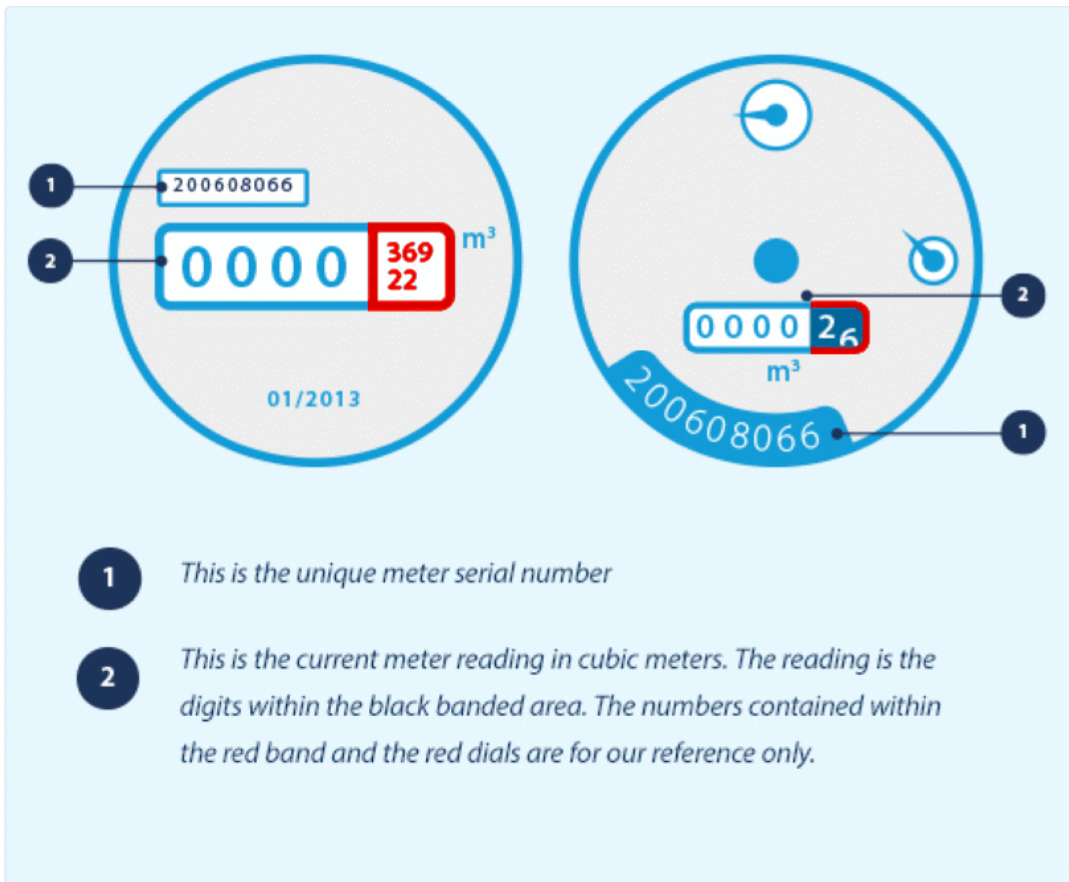 1
200608066
2
0000
369
22
m³
01/2013
2
0000
26
m³
200608066
1
1
This is the unique meter serial number
2
This is the current meter reading in cubic meters. The reading is the
digits within the black banded area. The numbers contained within
the red band and the red dials are for our reference only.